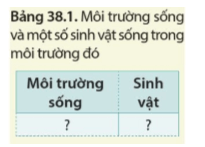 Bảng 38.1. Môi trường sống
và một số sinh vật sống trong
môi trường đó
Môi trường sống | Sinh vật
? | ?